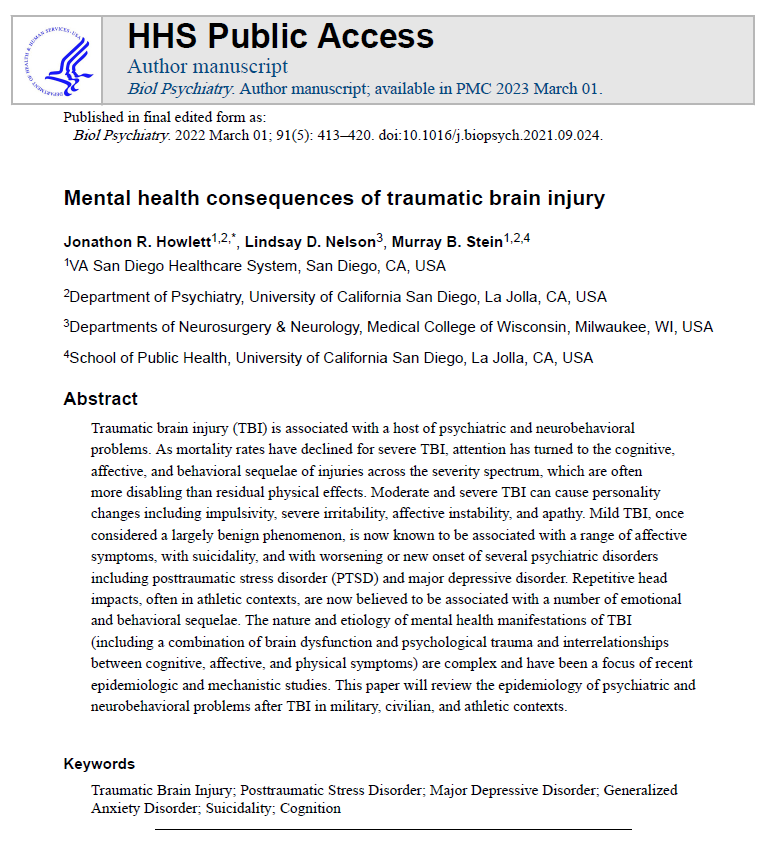 DEPARTMENT OF HEALTH & HUMAN SERVICES • USA
HHS Public Access
Author manuscript
Biol Psychiatry. Author manuscript; available in PMC 2023 March 01.
Published in final edited form as:
Biol Psychiatry. 2022 March 01; 91(5): 413–420. doi:10.1016/j.biopsych.2021.09.024.
Mental health consequences of traumatic brain injury
Jonathon R. Howlett1,2,*, Lindsay D. Nelson3, Murray B. Stein1,2,4
1VA San Diego Healthcare System, San Diego, CA, USA
2Department of Psychiatry, University of California San Diego, La Jolla, CA, USA
3Departments of Neurosurgery & Neurology, Medical College of Wisconsin, Milwaukee, WI, USA
4School of Public Health, University of California San Diego, La Jolla, CA, USA
Abstract
Traumatic brain injury (TBI) is associated with a host of psychiatric and neurobehavioral
problems. As mortality rates have declined for severe TBI, attention has turned to the cognitive,
affective, and behavioral sequelae of injuries across the severity spectrum, which are often
more disabling than residual physical effects. Moderate and severe TBI can cause personality
changes including impulsivity, severe irritability, affective instability, and apathy. Mild TBI, once
considered a largely benign phenomenon, is now known to be associated with a range of affective
symptoms, with suicidality, and with worsening or new onset of several psychiatric disorders
including posttraumatic stress disorder (PTSD) and major depressive disorder. Repetitive head
impacts, often in athletic contexts, are now believed to be associated with a number of emotional
and behavioral sequelae. The nature and etiology of mental health manifestations of TBI
(including a combination of brain dysfunction and psychological trauma and interrelationships
between cognitive, affective, and physical symptoms) are complex and have been a focus of recent
epidemiologic and mechanistic studies. This paper will review the epidemiology of psychiatric and
neurobehavioral problems after TBI in military, civilian, and athletic contexts.
Keywords
Traumatic Brain Injury; Posttraumatic Stress Disorder; Major Depressive Disorder; Generalized
Anxiety Disorder; Suicidality; Cognition